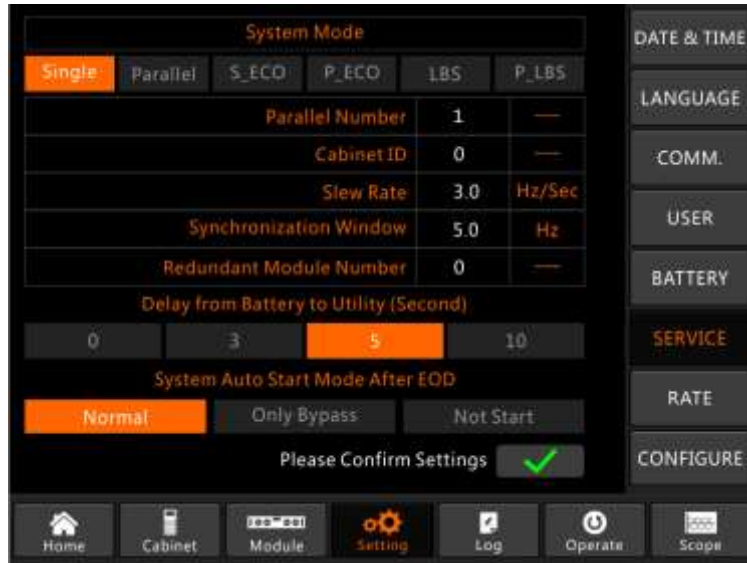 System Mode
DATE & TIME
Single Parallel S_ECO P_ECO LBS P_LBS
LANGUAGE
Parallel Number 1 —
Cabinet ID 0 —
COMM.
Slew Rate 3.0 Hz/Sec
USER
Synchronization Window 5.0 Hz
Redundant Module Number 0 —
BATTERY
Delay from Battery to Utility (Second)
0 3 5 10
SERVICE
System Auto Start Mode After EOD
RATE
Normal Only Bypass Not Start
Please Confirm Settings
CONFIGURE
Home Cabinet Module Setting Log Operate Scope